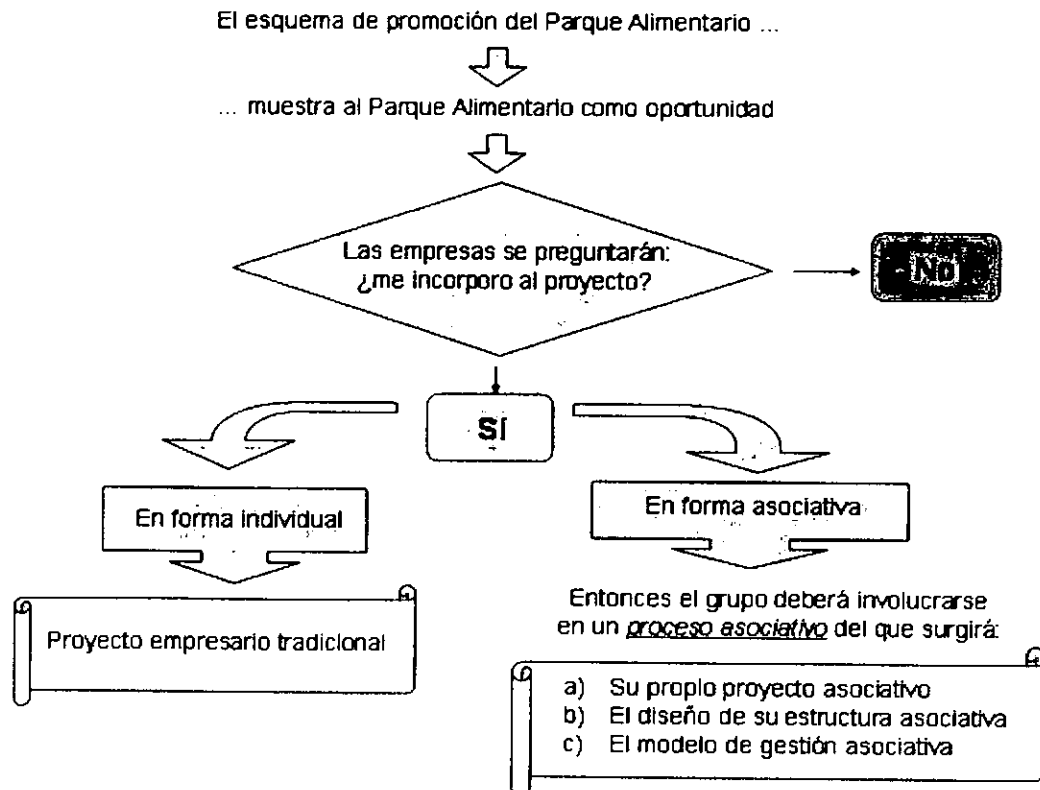 El esquema de promoción del Parque Alimentario ...
... muestra al Parque Alimentario como oportunidad
Las empresas se preguntarán:
¿me incorporo al proyecto?
No
Sí
En forma individual
En forma asociativa
Proyecto empresario tradicional
Entonces el grupo deberá involucrarse
en un proceso asociativo del que surgirá:
a) Su propio proyecto asociativo
b) El diseño de su estructura asociativa
c) El modelo de gestión asociativa